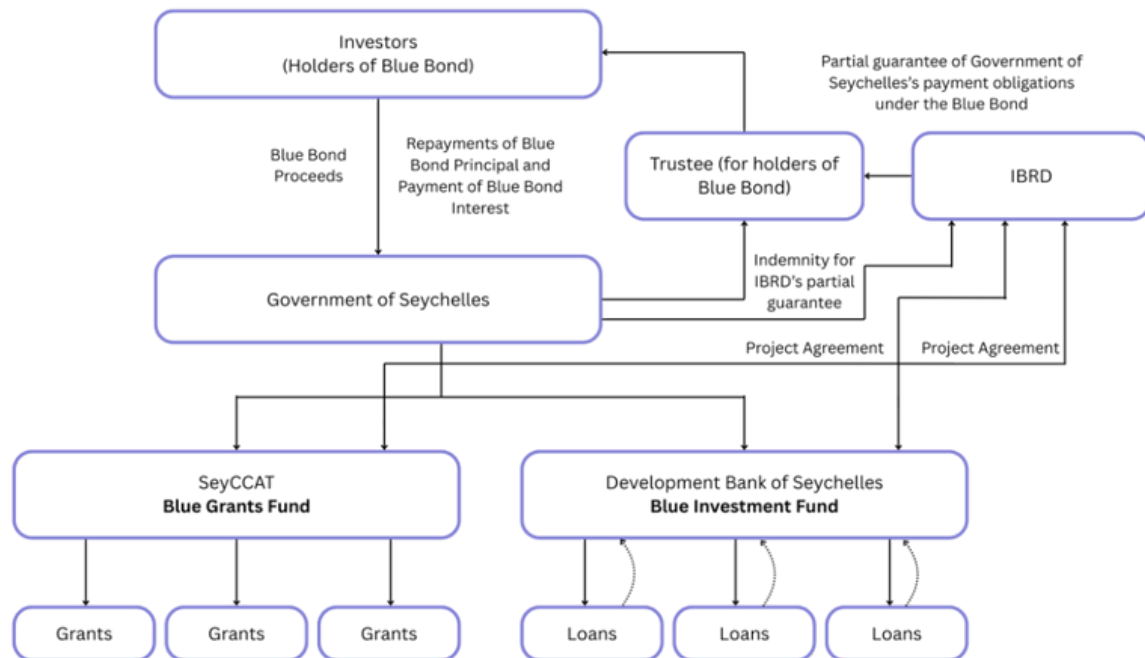 Investors
(Holders of Blue Bond)
Partial guarantee of Government of
Seychelles's payment obligations
under the Blue Bond
Blue Bond
Proceeds
Repayments of Blue
Bond Principal and
Payment of Blue Bond
Interest
Trustee (for holders of
Blue Bond)
IBRD
Government of Seychelles
Indemnity for
IBRD's partial
guarantee
Project Agreement
Project Agreement
SeyCCAT
Blue Grants Fund
Development Bank of Seychelles
Blue Investment Fund
Grants
Grants
Grants
Loans
Loans
Loans